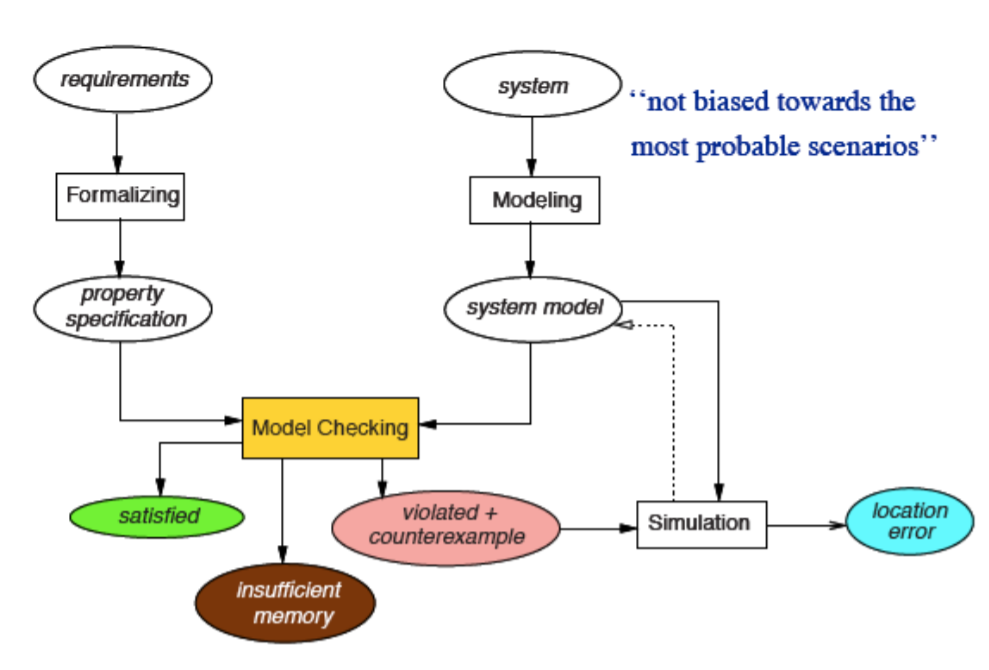 requirements
system
‘‘not biased towards the
most probable scenarios’’
Formalizing
Modeling
property
specification
system model
Model Checking
satisfied
violated +
counterexample
Simulation
location
error
insufficient
memory